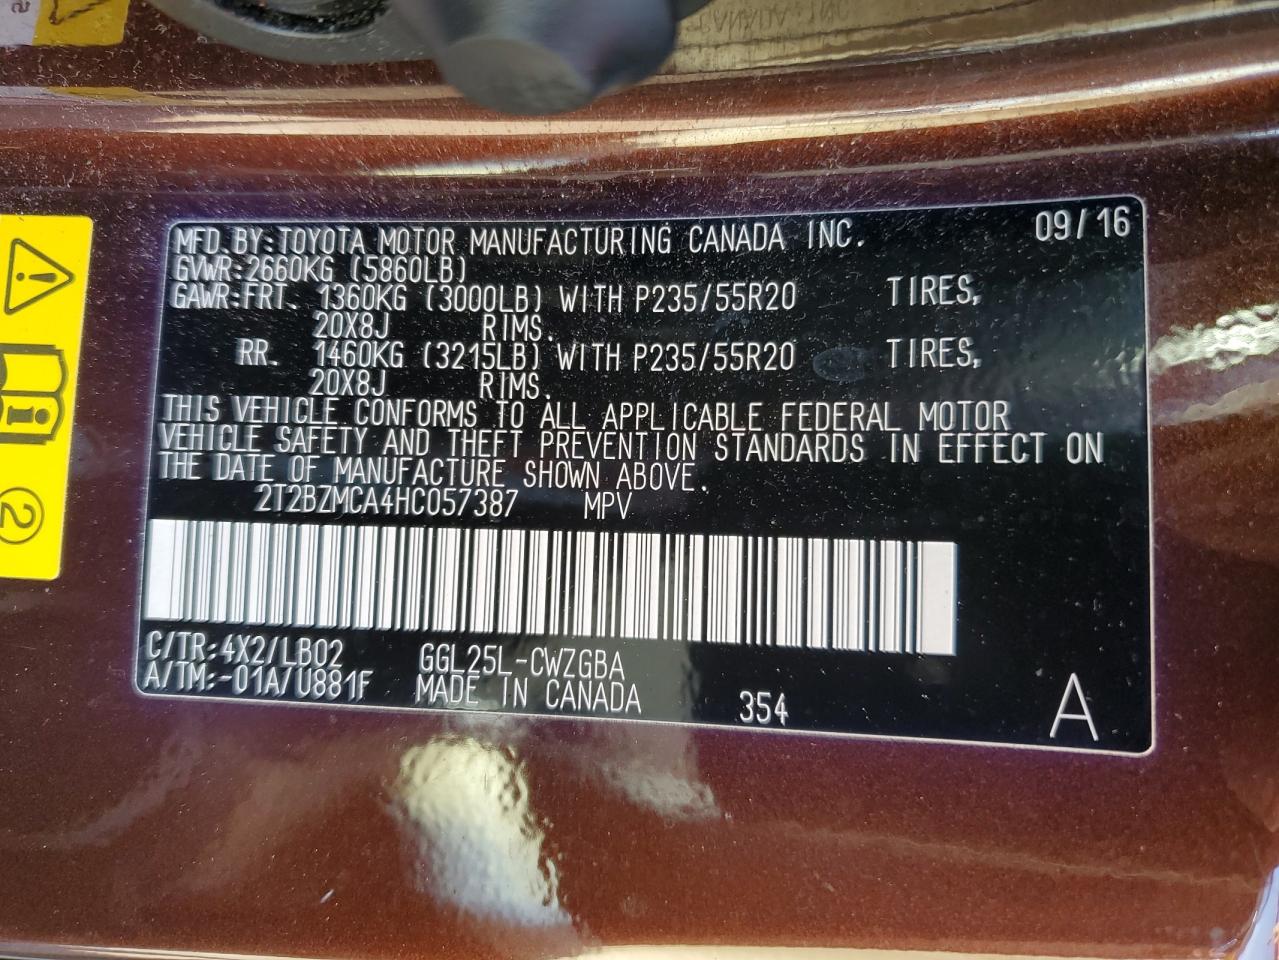 MFD.BY:TOYOTA MOTOR MANUFACTURING CANADA INC. 09/16
GVWR:2660KG (5860LB)
GAWR:FRT. 1360KG (3000LB) WITH P235/55R20 TIRES,
20X8J RIMS.
RR. 1460KG (3215LB) WITH P235/55R20 TIRES,
20X8J RIMS.
THIS VEHICLE CONFORMS TO ALL APPLICABLE FEDERAL MOTOR
VEHICLE SAFETY AND THEFT PREVENTION STANDARDS IN EFFECT ON
THE DATE OF MANUFACTURE SHOWN ABOVE.
2T2BZMCA4HC057387 MPV
C/TR:4X2/LB02 GGL25L-CWZGBA
A/TM:-01A/U881F MADE IN CANADA 354 A
2